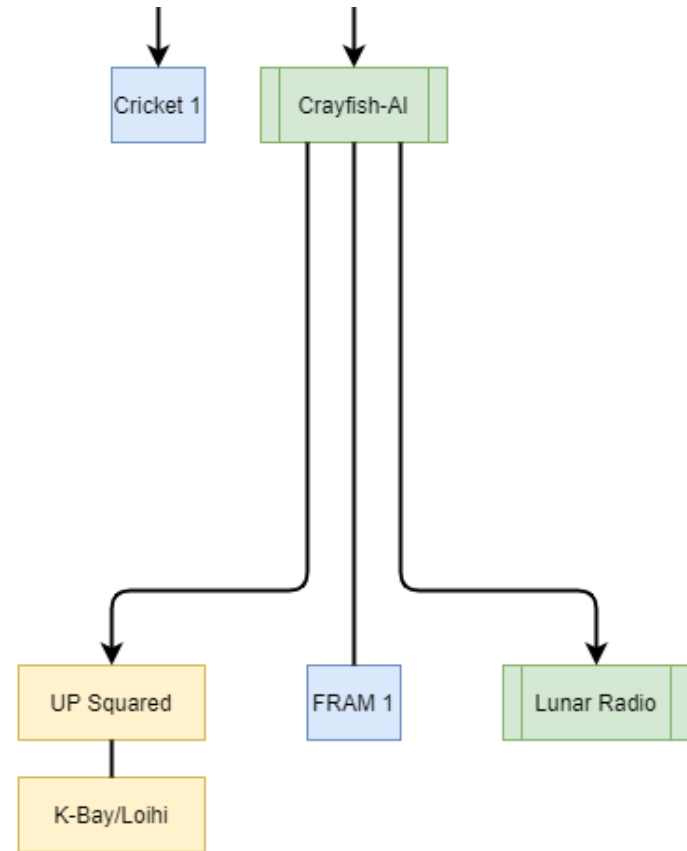 Cricket 1
Crayfish-AI
UP Squared
FRAM 1
Lunar Radio
K-Bay/Loihi